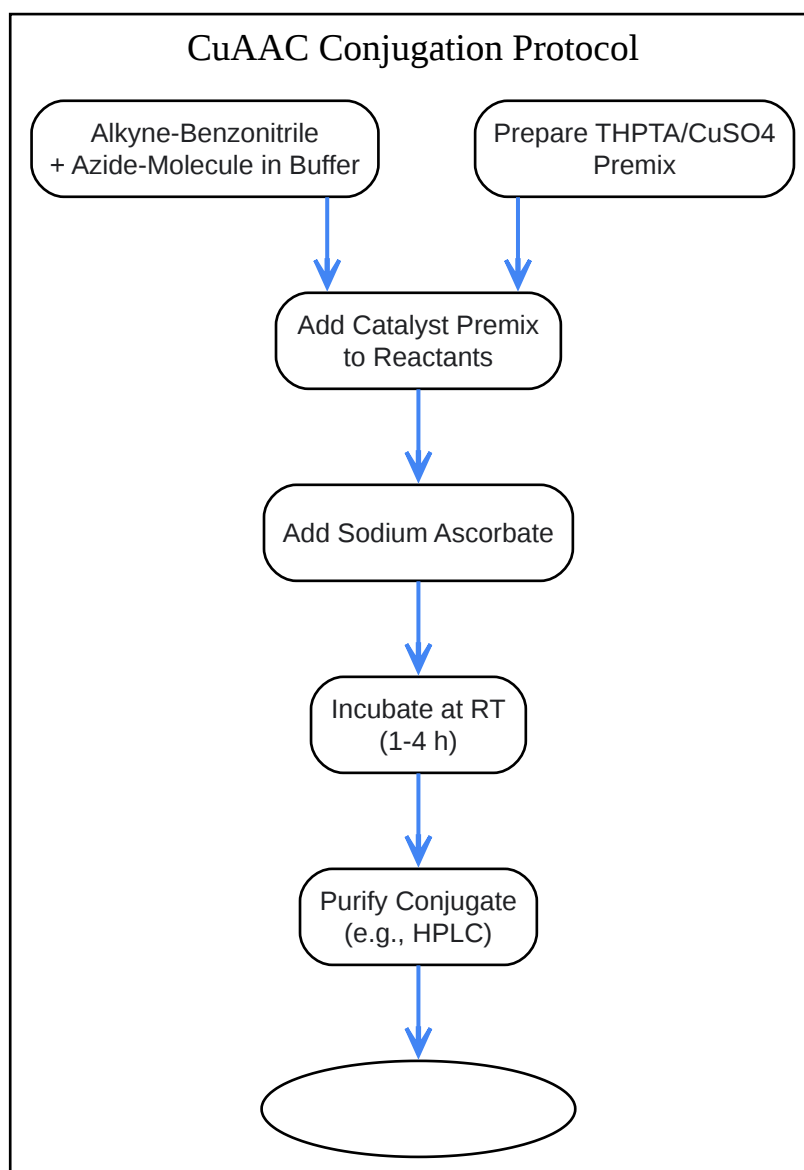 CuAAC Conjugation Protocol
Alkyne-Benzonitrile
+ Azide-Molecule in Buffer
Prepare THPTA/CuSO4
Premix
Add Catalyst Premix
to Reactants
Add Sodium Ascorbate
Incubate at RT
(1-4 h)
Purify Conjugate
(e.g., HPLC)